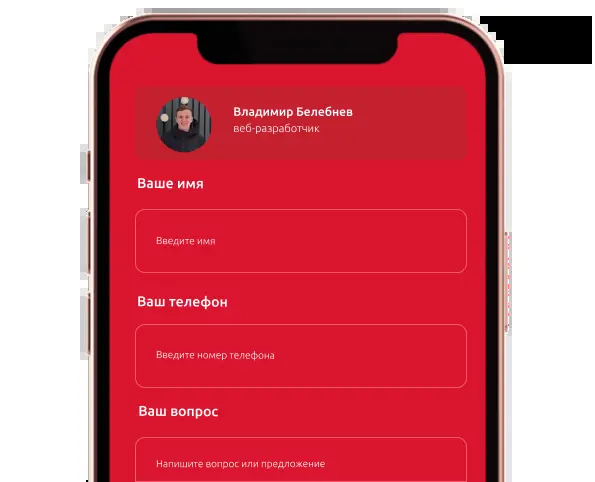 Владимир Белебнев
веб-разработчик
Ваше имя
Введите имя
Ваш телефон
Введите номер телефона
Ваш вопрос
Напишите вопрос или предложение